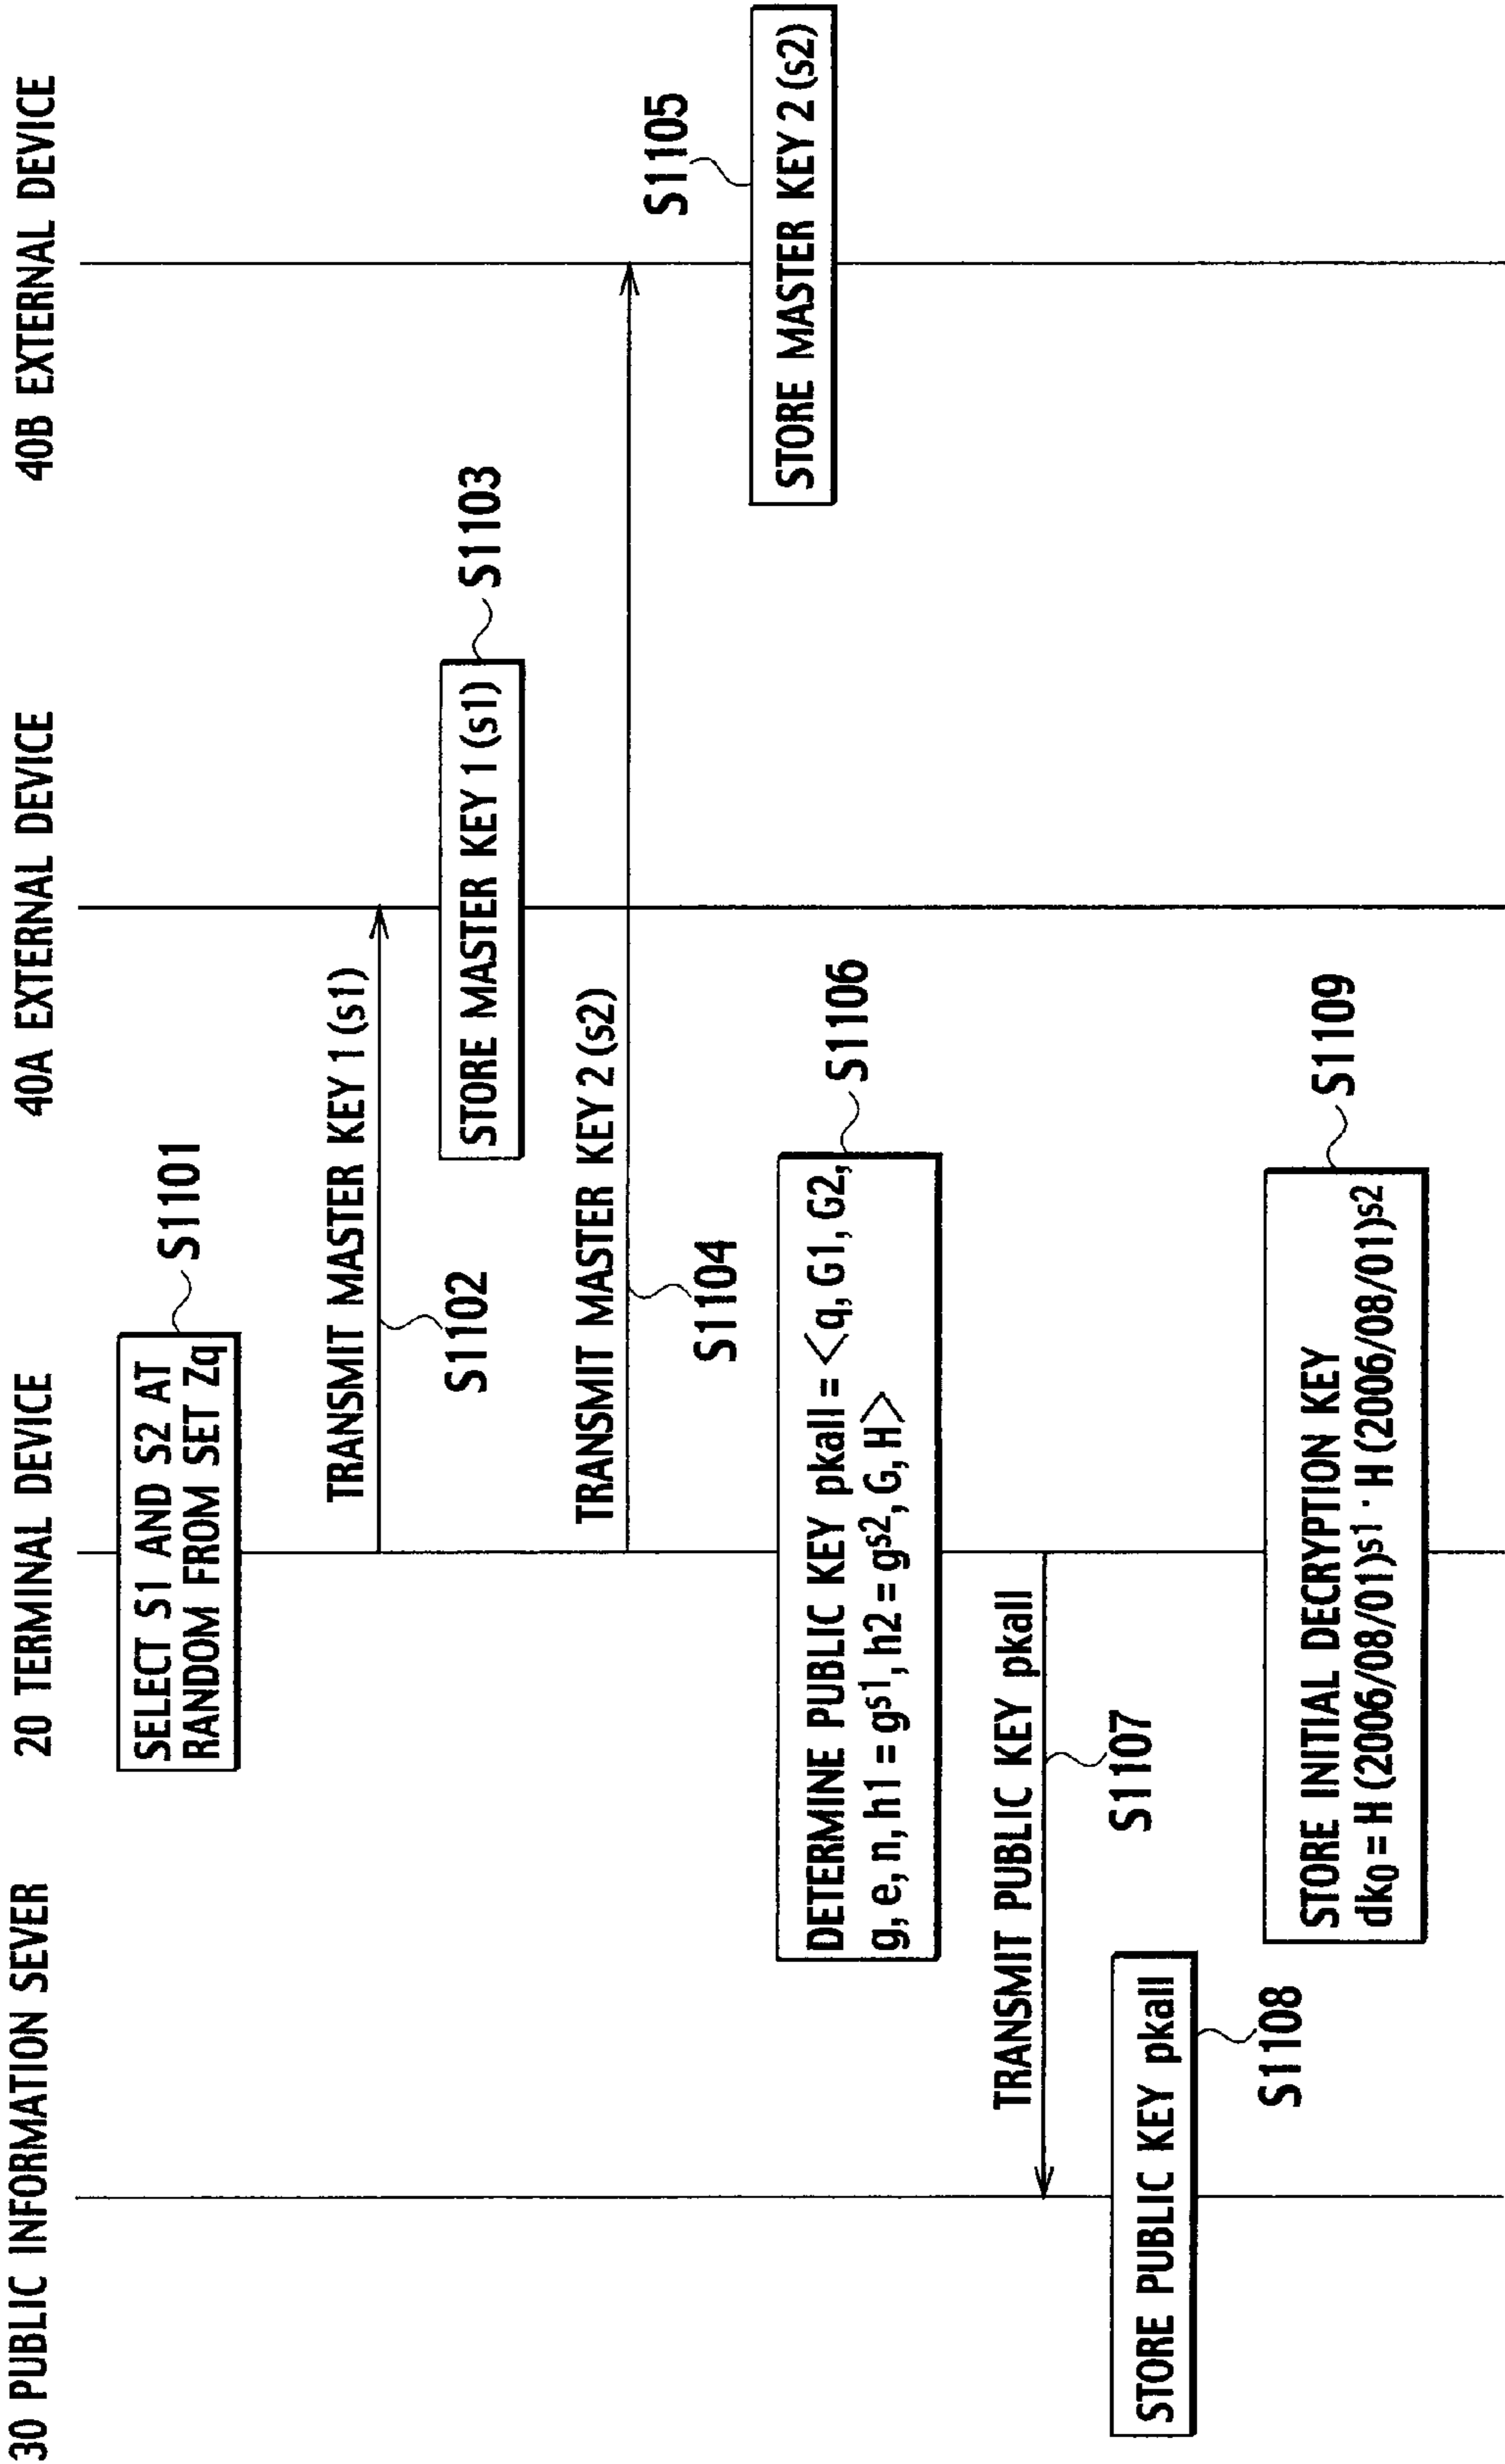 30 PUBLIC INFORMATION SEVER
20 TERMINAL DEVICE
40A EXTERNAL DEVICE
40B EXTERNAL DEVICE
SELECT S1 AND S2 AT
RANDOM FROM SET Zq
S1101
TRANSMIT MASTER KEY 1 (s1)
S1102
STORE MASTER KEY 1 (s1)
S1103
TRANSMIT MASTER KEY 2 (s2)
S1104
STORE MASTER KEY 2 (s2)
S1105
DETERMINE PUBLIC KEY pkall = <q, G1, G2,
g, e, n, h1 = g^s1, h2 = g^s2, G, H>
S1106
TRANSMIT PUBLIC KEY pkall
S1107
STORE PUBLIC KEY pkall
S1108
STORE INITIAL DECRYPTION KEY
dk0 = H (2006/08/01)^s1 · H (2006/08/01)^s2
S1109